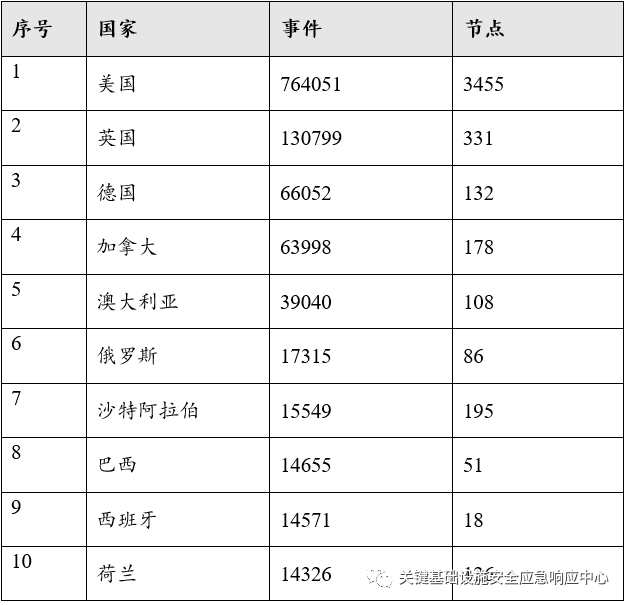 序号 国家 事件 节点
1 美国 764051 3455
2 英国 130799 331
3 德国 66052 132
4 加拿大 63998 178
5 澳大利亚 39040 108
6 俄罗斯 17315 86
7 沙特阿拉伯 15549 195
8 巴西 14655 51
9 西班牙 14571 18
10 荷兰 14326
关键基础设施安全应急响应中心